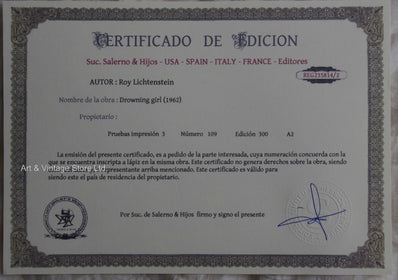 CERTIFICADO DE EDICION
Suc. Salerno & Hijos - USA - SPAIN - ITALY - FRANCE - Editores
REG235814/2
AUTOR : Roy Lichtenstein
Nombre de la obra : Drowning girl (1962)
Propietario :
Pruebas impresión 3 Número 109 Edición 300 A2
La emisión del presente certificado, es a pedido de la parte interesada, cuya numeración concuerda con la
que se encuentra inscripta a lápiz en la misma obra. Este certificado no genera derechos sobre la obra, siendo
representante arriba mencionado. Este certificado es válido para
siendo este el país de residencia del propietario.
Art & Vintage Story Ltd.
Por Suc. de Salerno & Hijos firmo y signo el presente